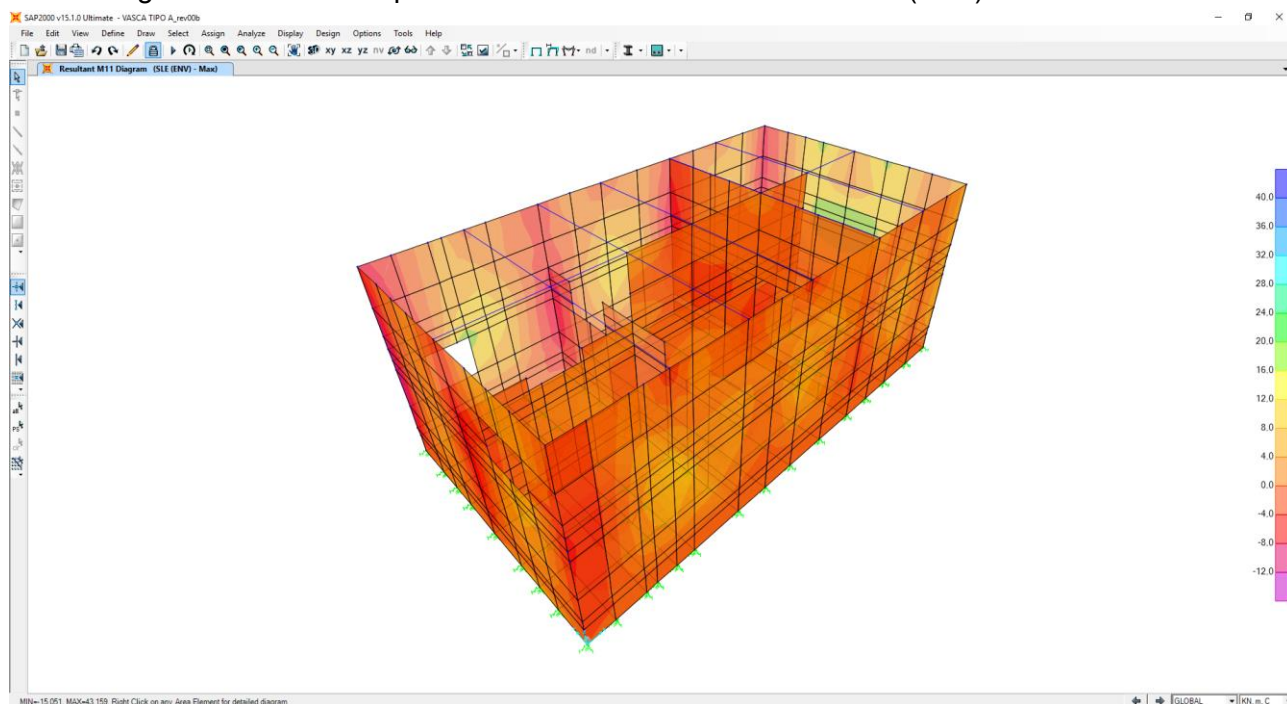 SAP2000 v15.1.0 Ultimate - VASCA TIPO A_rev00b
File Edit View Define Draw Select Assign Analyze Display Design Options Tools Help
xy xz yz nv nd
Resultant M11 Diagram (SLE (ENV) - Max)
40.0
36.0
32.0
28.0
24.0
20.0
16.0
12.0
8.0
4.0
0.0
-4.0
-8.0
-12.0
MIN=-15.051, MAX=43.159, Right Click on any Area Element for detailed diagram
GLOBAL KN, m, C